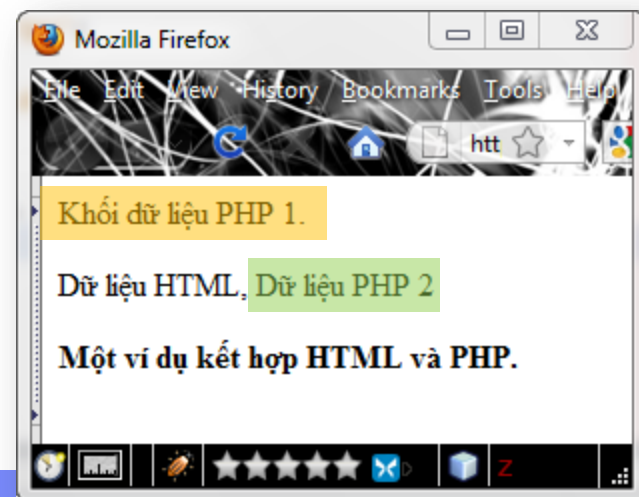 Mozilla Firefox
File Edit View History Bookmarks Tools Help
htt
Khối dữ liệu PHP 1.
Dữ liệu HTML, Dữ liệu PHP 2
Một ví dụ kết hợp HTML và PHP.
Z